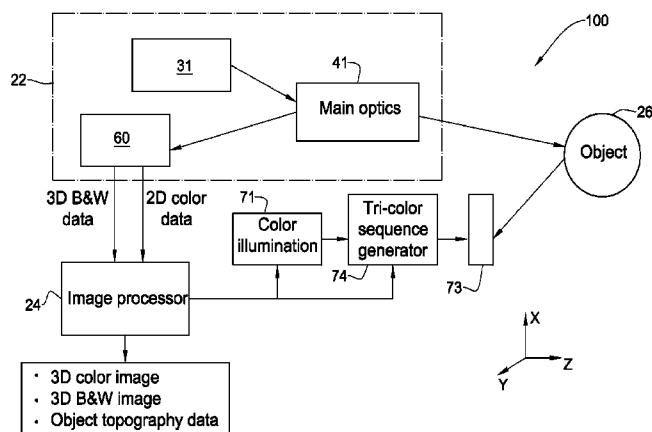 100
22
31
41
Main optics
26
Object
60
3D B&W
data
2D color
data
71
Color
illumination
Tri-color
sequence
generator
74
73
24
Image processor
X
Y
Z
· 3D color image
· 3D B&W image
· Object topography data